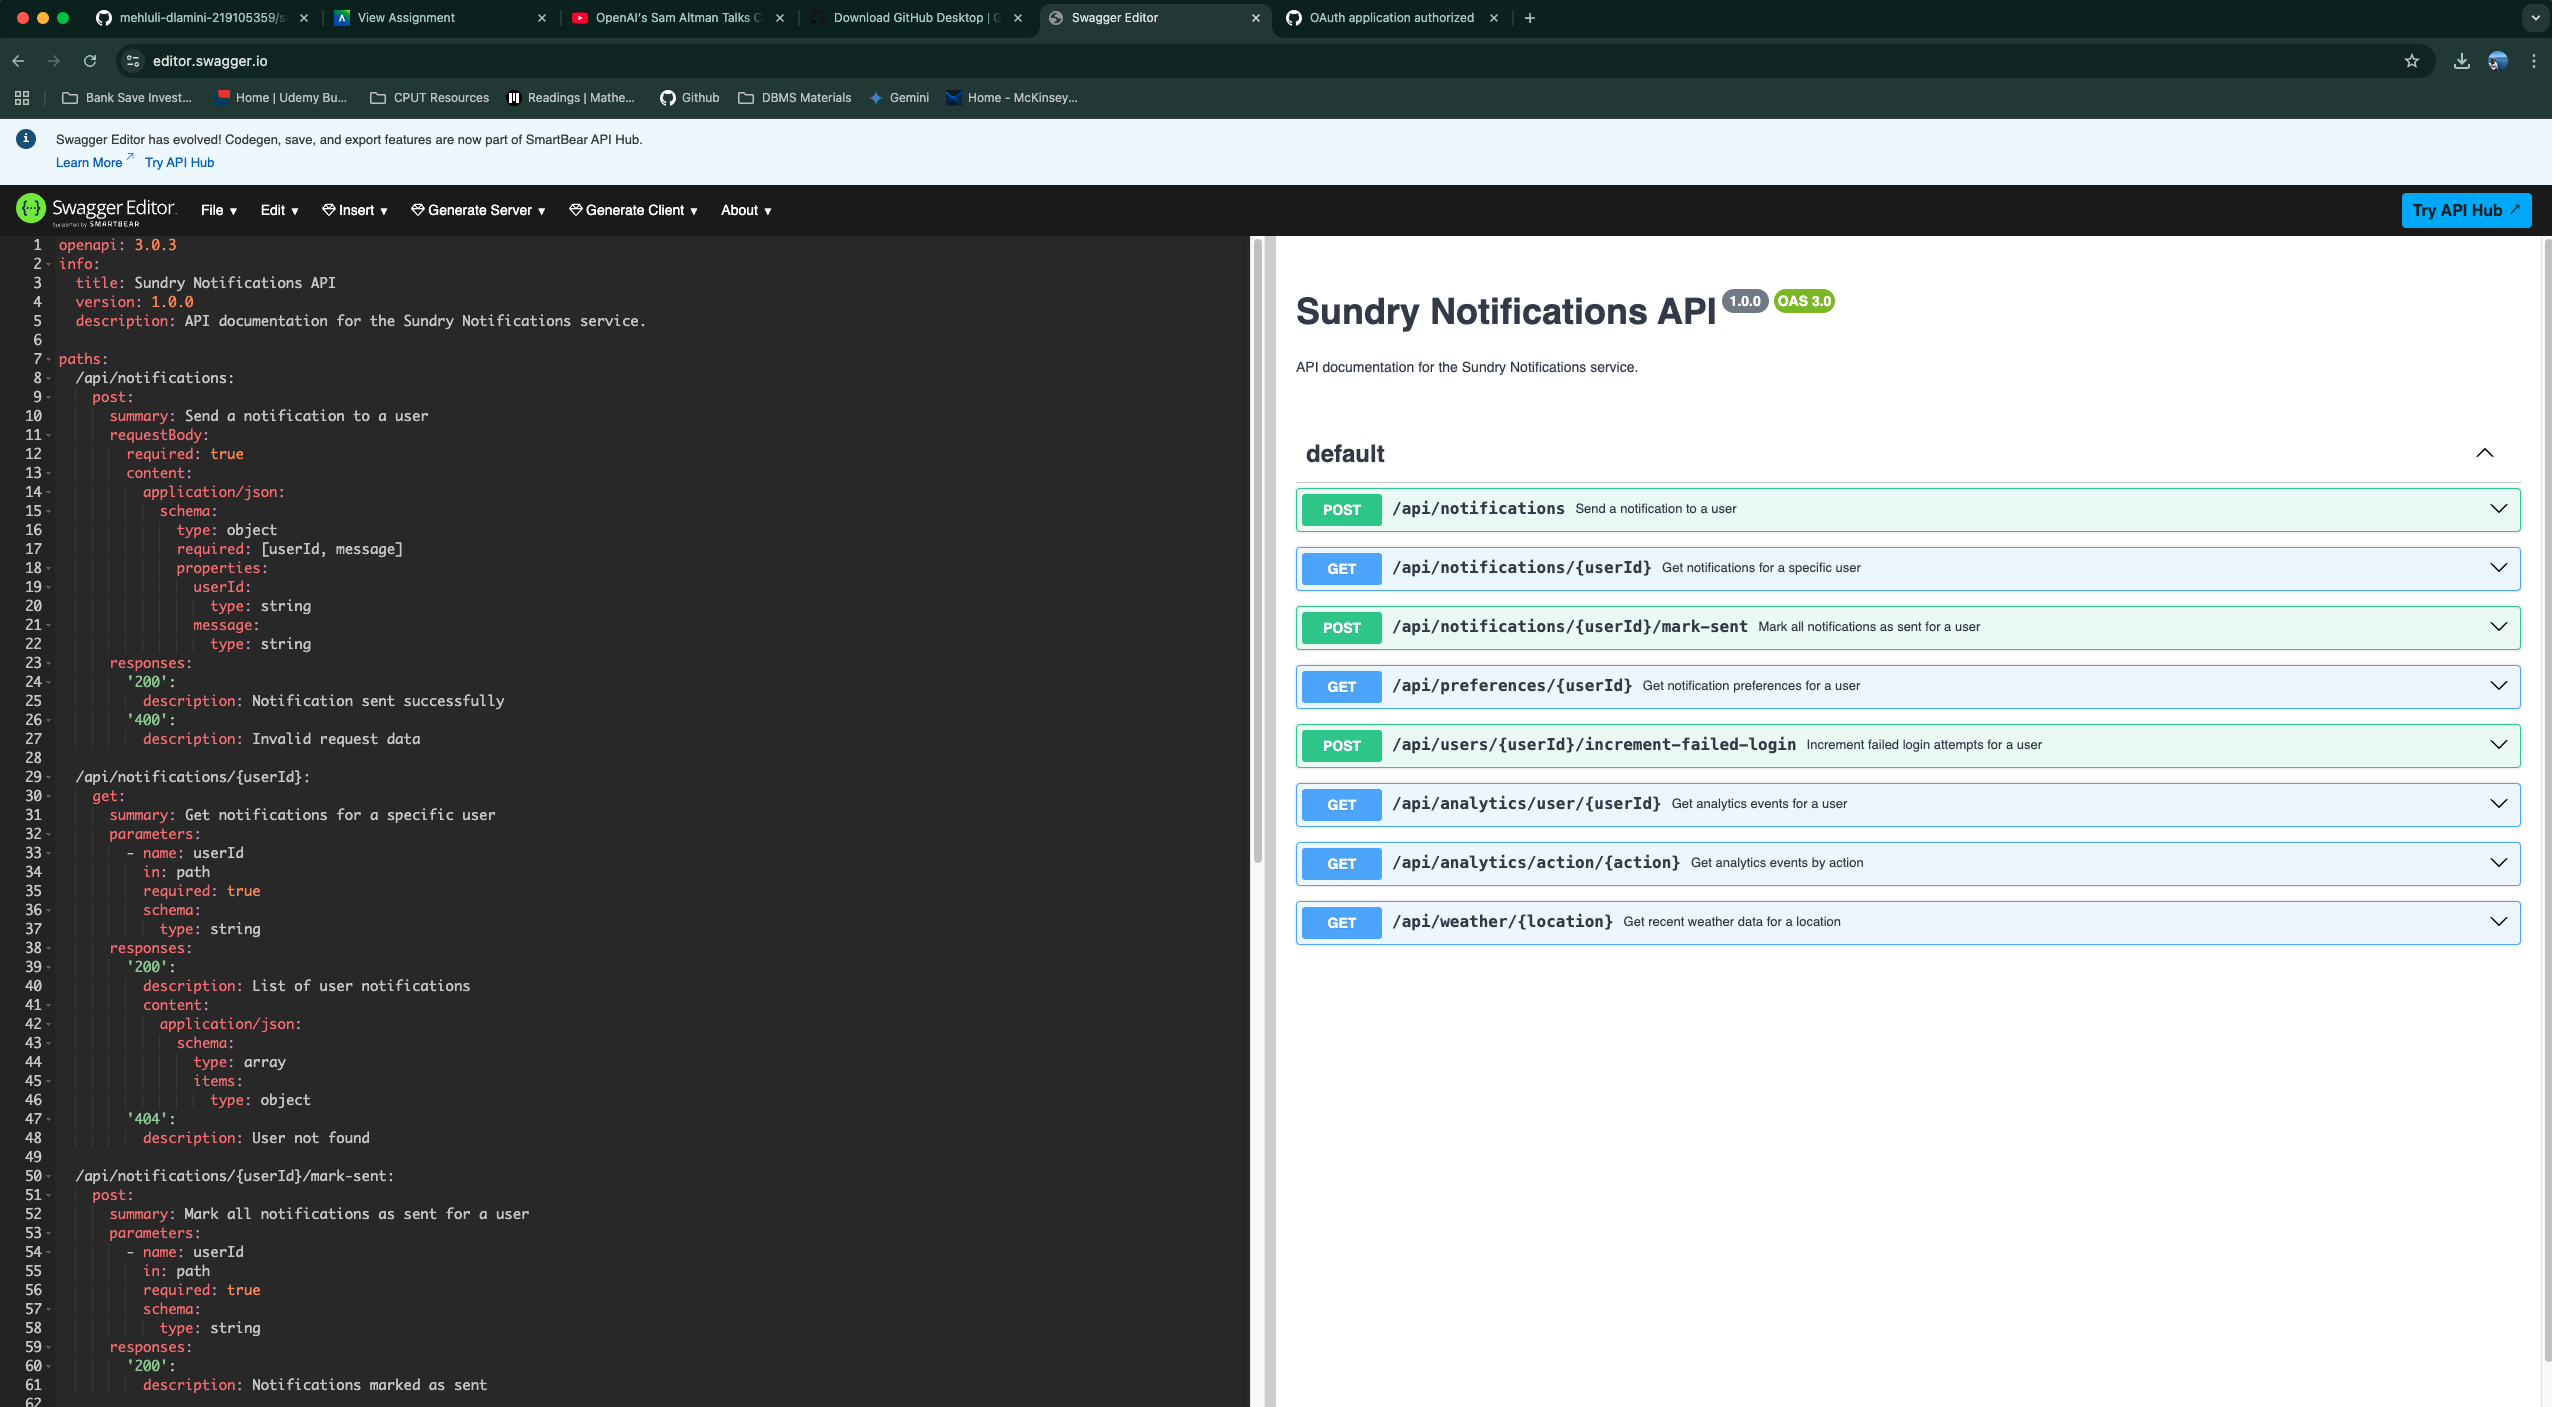 mehluli-dlamini-219105359/s
View Assignment
OpenAI's Sam Altman Talks C
Download GitHub Desktop | G
Swagger Editor
OAuth application authorized
editor.swagger.io
Bank Save Invest...
Home | Udemy Bu...
CPUT Resources
Readings | Mathe...
Github
DBMS Materials
Gemini
Home - McKinsey...
Swagger Editor has evolved! Codegen, save, and export features are now part of SmartBear API Hub.
Learn More Try API Hub
Swagger Editor.
Supported by SMARTBEAR
File Edit Insert Generate Server Generate Client About
Try API Hub
1 openapi: 3.0.3
2 info:
3 title: Sundry Notifications API
4 version: 1.0.0
5 description: API documentation for the Sundry Notifications service.
6
7 paths:
8 /api/notifications:
9 post:
10 summary: Send a notification to a user
11 requestBody:
12 required: true
13 content:
14 application/json:
15 schema:
16 type: object
17 required: [userId, message]
18 properties:
19 userId:
20 type: string
21 message:
22 type: string
23 responses:
24 '200':
25 description: Notification sent successfully
26 '400':
27 description: Invalid request data
28
29 /api/notifications/{userId}:
30 get:
31 summary: Get notifications for a specific user
32 parameters:
33 - name: userId
34 in: path
35 required: true
36 schema:
37 type: string
38 responses:
39 '200':
40 description: List of user notifications
41 content:
42 application/json:
43 schema:
44 type: array
45 items:
46 type: object
47 '404':
48 description: User not found
49
50 /api/notifications/{userId}/mark-sent:
51 post:
52 summary: Mark all notifications as sent for a user
53 parameters:
54 - name: userId
55 in: path
56 required: true
57 schema:
58 type: string
59 responses:
60 '200':
61 description: Notifications marked as sent
62
Sundry Notifications API 1.0.0 OAS 3.0
API documentation for the Sundry Notifications service.
default
POST /api/notifications Send a notification to a user
GET /api/notifications/{userId} Get notifications for a specific user
POST /api/notifications/{userId}/mark-sent Mark all notifications as sent for a user
GET /api/preferences/{userId} Get notification preferences for a user
POST /api/users/{userId}/increment-failed-login Increment failed login attempts for a user
GET /api/analytics/user/{userId} Get analytics events for a user
GET /api/analytics/action/{action} Get analytics events by action
GET /api/weather/{location} Get recent weather data for a location